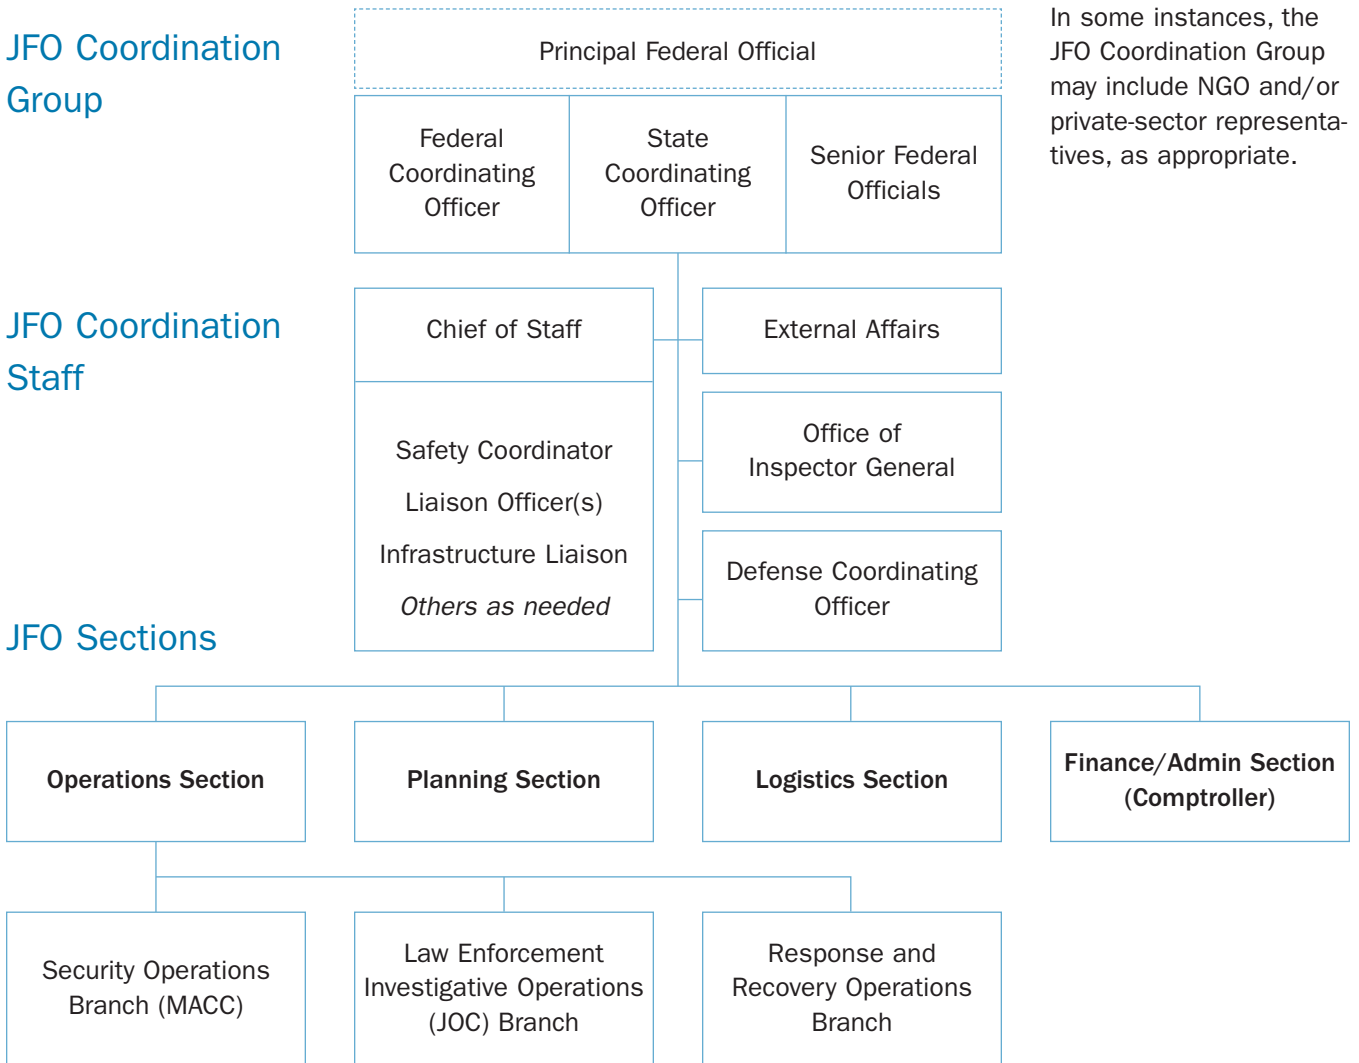 JFO Coordination
Group
Principal Federal Official
In some instances, the
JFO Coordination Group
may include NGO and/or
private-sector representa-
tives, as appropriate.
Federal
Coordinating
Officer
State
Coordinating
Officer
Senior Federal
Officials
JFO Coordination
Staff
Chief of Staff
External Affairs
Safety Coordinator
Liaison Officer(s)
Infrastructure Liaison
Others as needed
Office of
Inspector General
Defense Coordinating
Officer
JFO Sections
Operations Section
Planning Section
Logistics Section
Finance/Admin Section
(Comptroller)
Security Operations
Branch (MACC)
Law Enforcement
Investigative Operations
(JOC) Branch
Response and
Recovery Operations
Branch